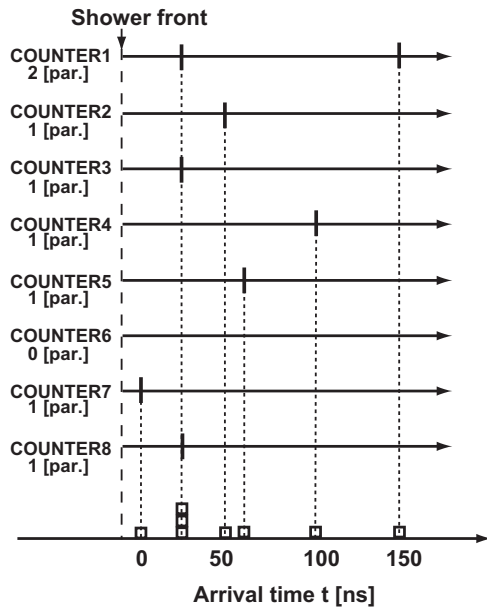 Shower front
COUNTER1
2 [par.]
COUNTER2
1 [par.]
COUNTER3
1 [par.]
COUNTER4
1 [par.]
COUNTER5
1 [par.]
COUNTER6
0 [par.]
COUNTER7
1 [par.]
COUNTER8
1 [par.]
0 50 100 150
Arrival time t [ns]